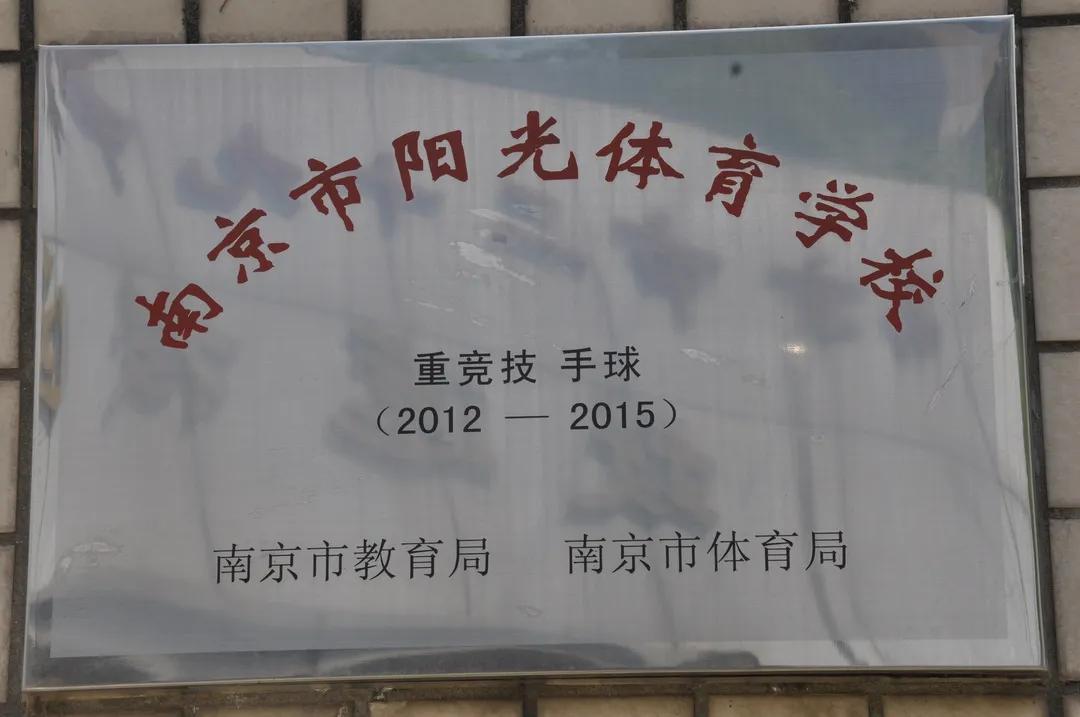 南京市阳光体育学校
重竞技 手球
（2012 — 2015）
南京市教育局 南京市体育局